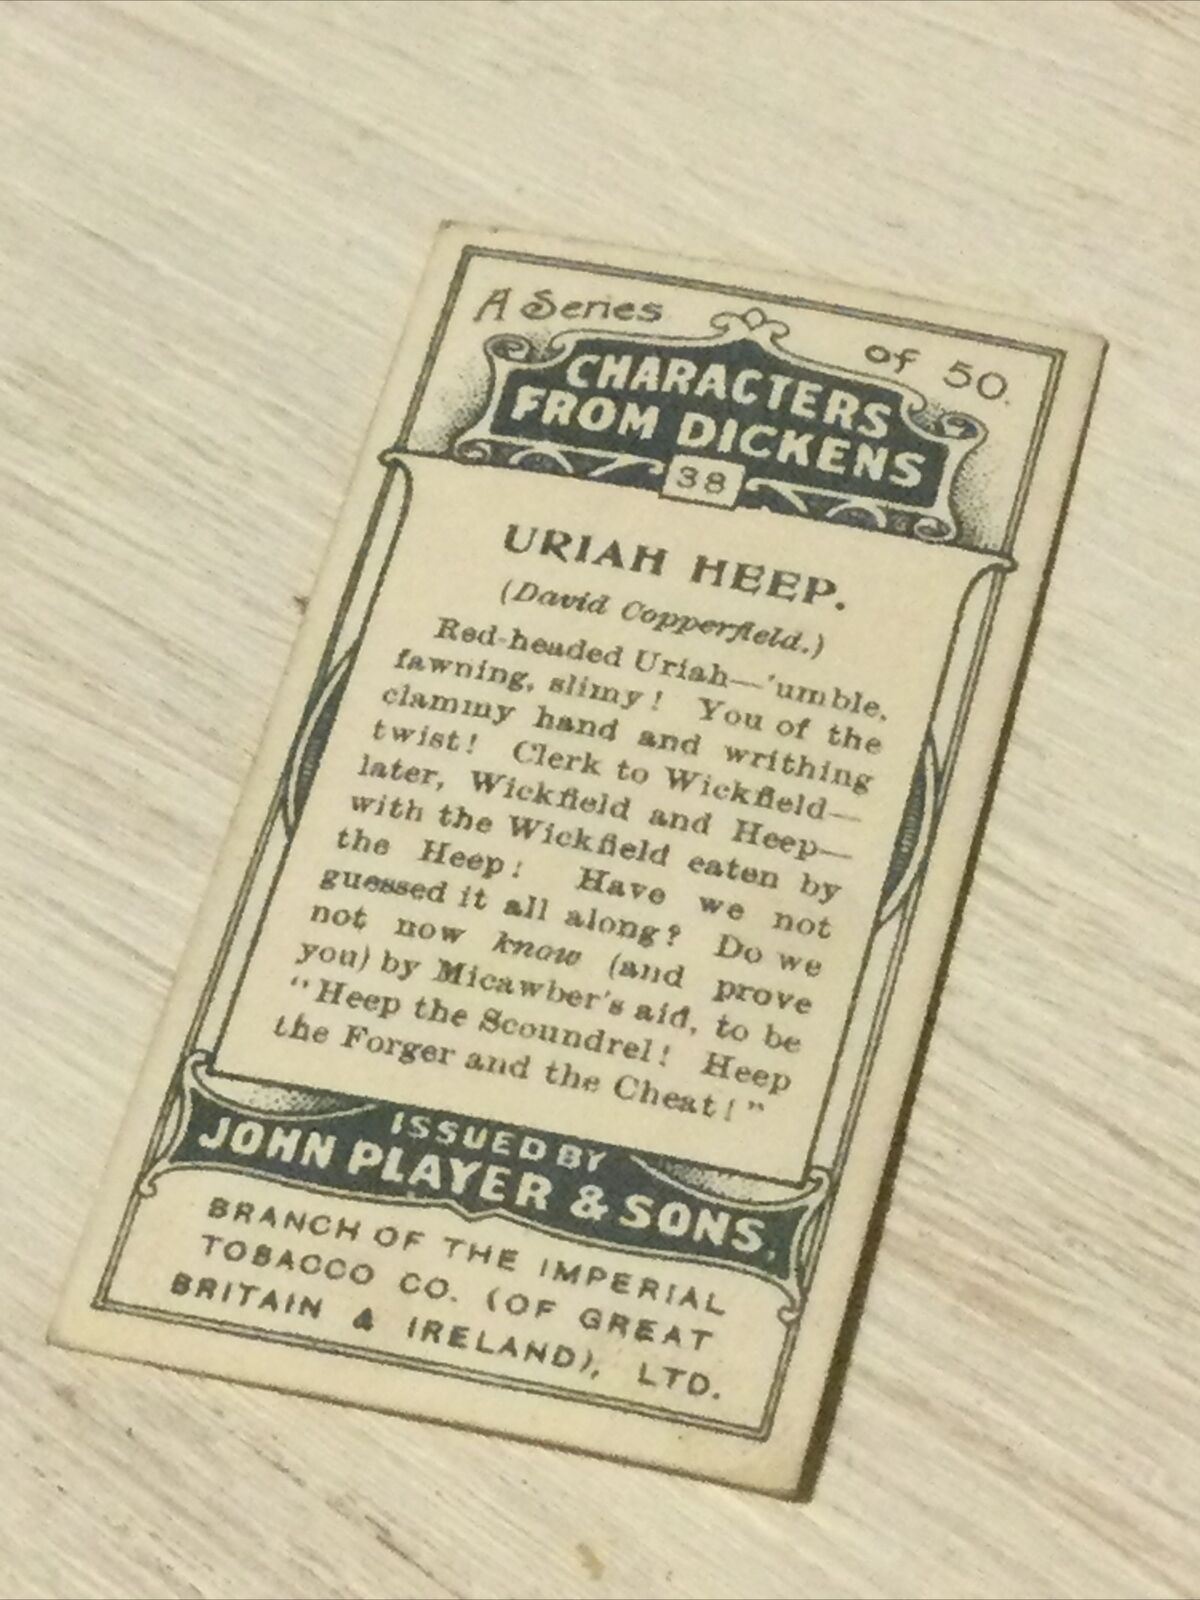 A Series of 50.
CHARACTERS
FROM DICKENS
38
URIAH HEEP.
(David Copperfield.)
Red-headed Uriah—'umble,
fawning, slimy! You of the
clammy hand and writhing
twist! Clerk to Wickfield—
later, Wickfield and Heep—
with the Wickfield eaten by
the Heep! Have we not
guessed it all along? Do we
not now know (and prove
you) by Micawber's aid, to be
"Heep the Scoundrel! Heep
the Forger and the Cheat!"
ISSUED BY
JOHN PLAYER & SONS,
BRANCH OF THE IMPERIAL
TOBACCO CO. (OF GREAT
BRITAIN & IRELAND), LTD.